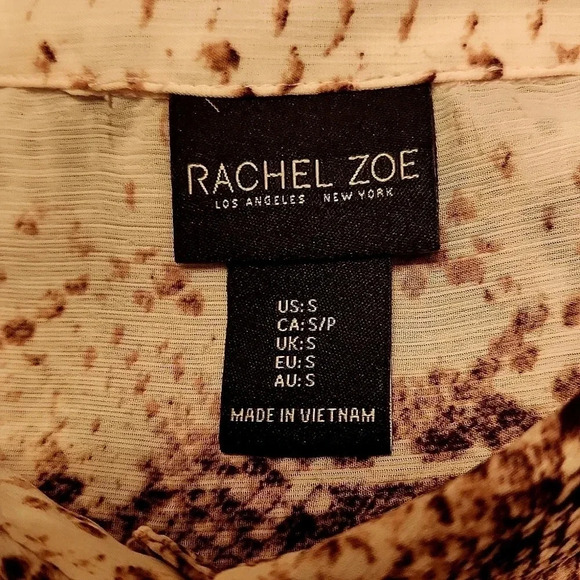 RACHEL ZOE
LOS ANGELES NEW YORK
US: S
CA: S/P
UK: S
EU: S
AU: S
MADE IN VIETNAM